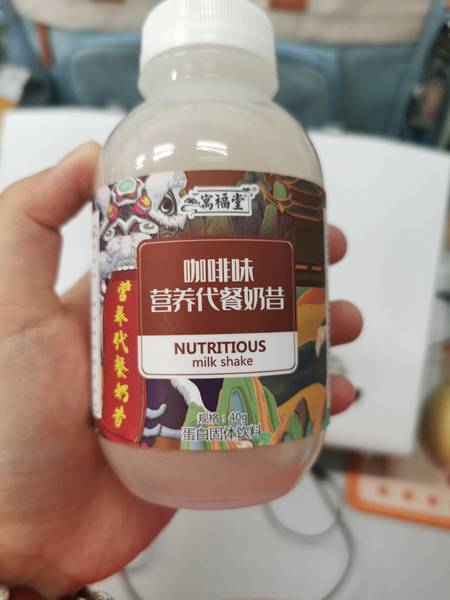 寓福堂
咖啡味
营养代餐奶昔
NUTRITIOUS
milk shake
营养代餐奶昔
规格：40g
蛋白固体饮料